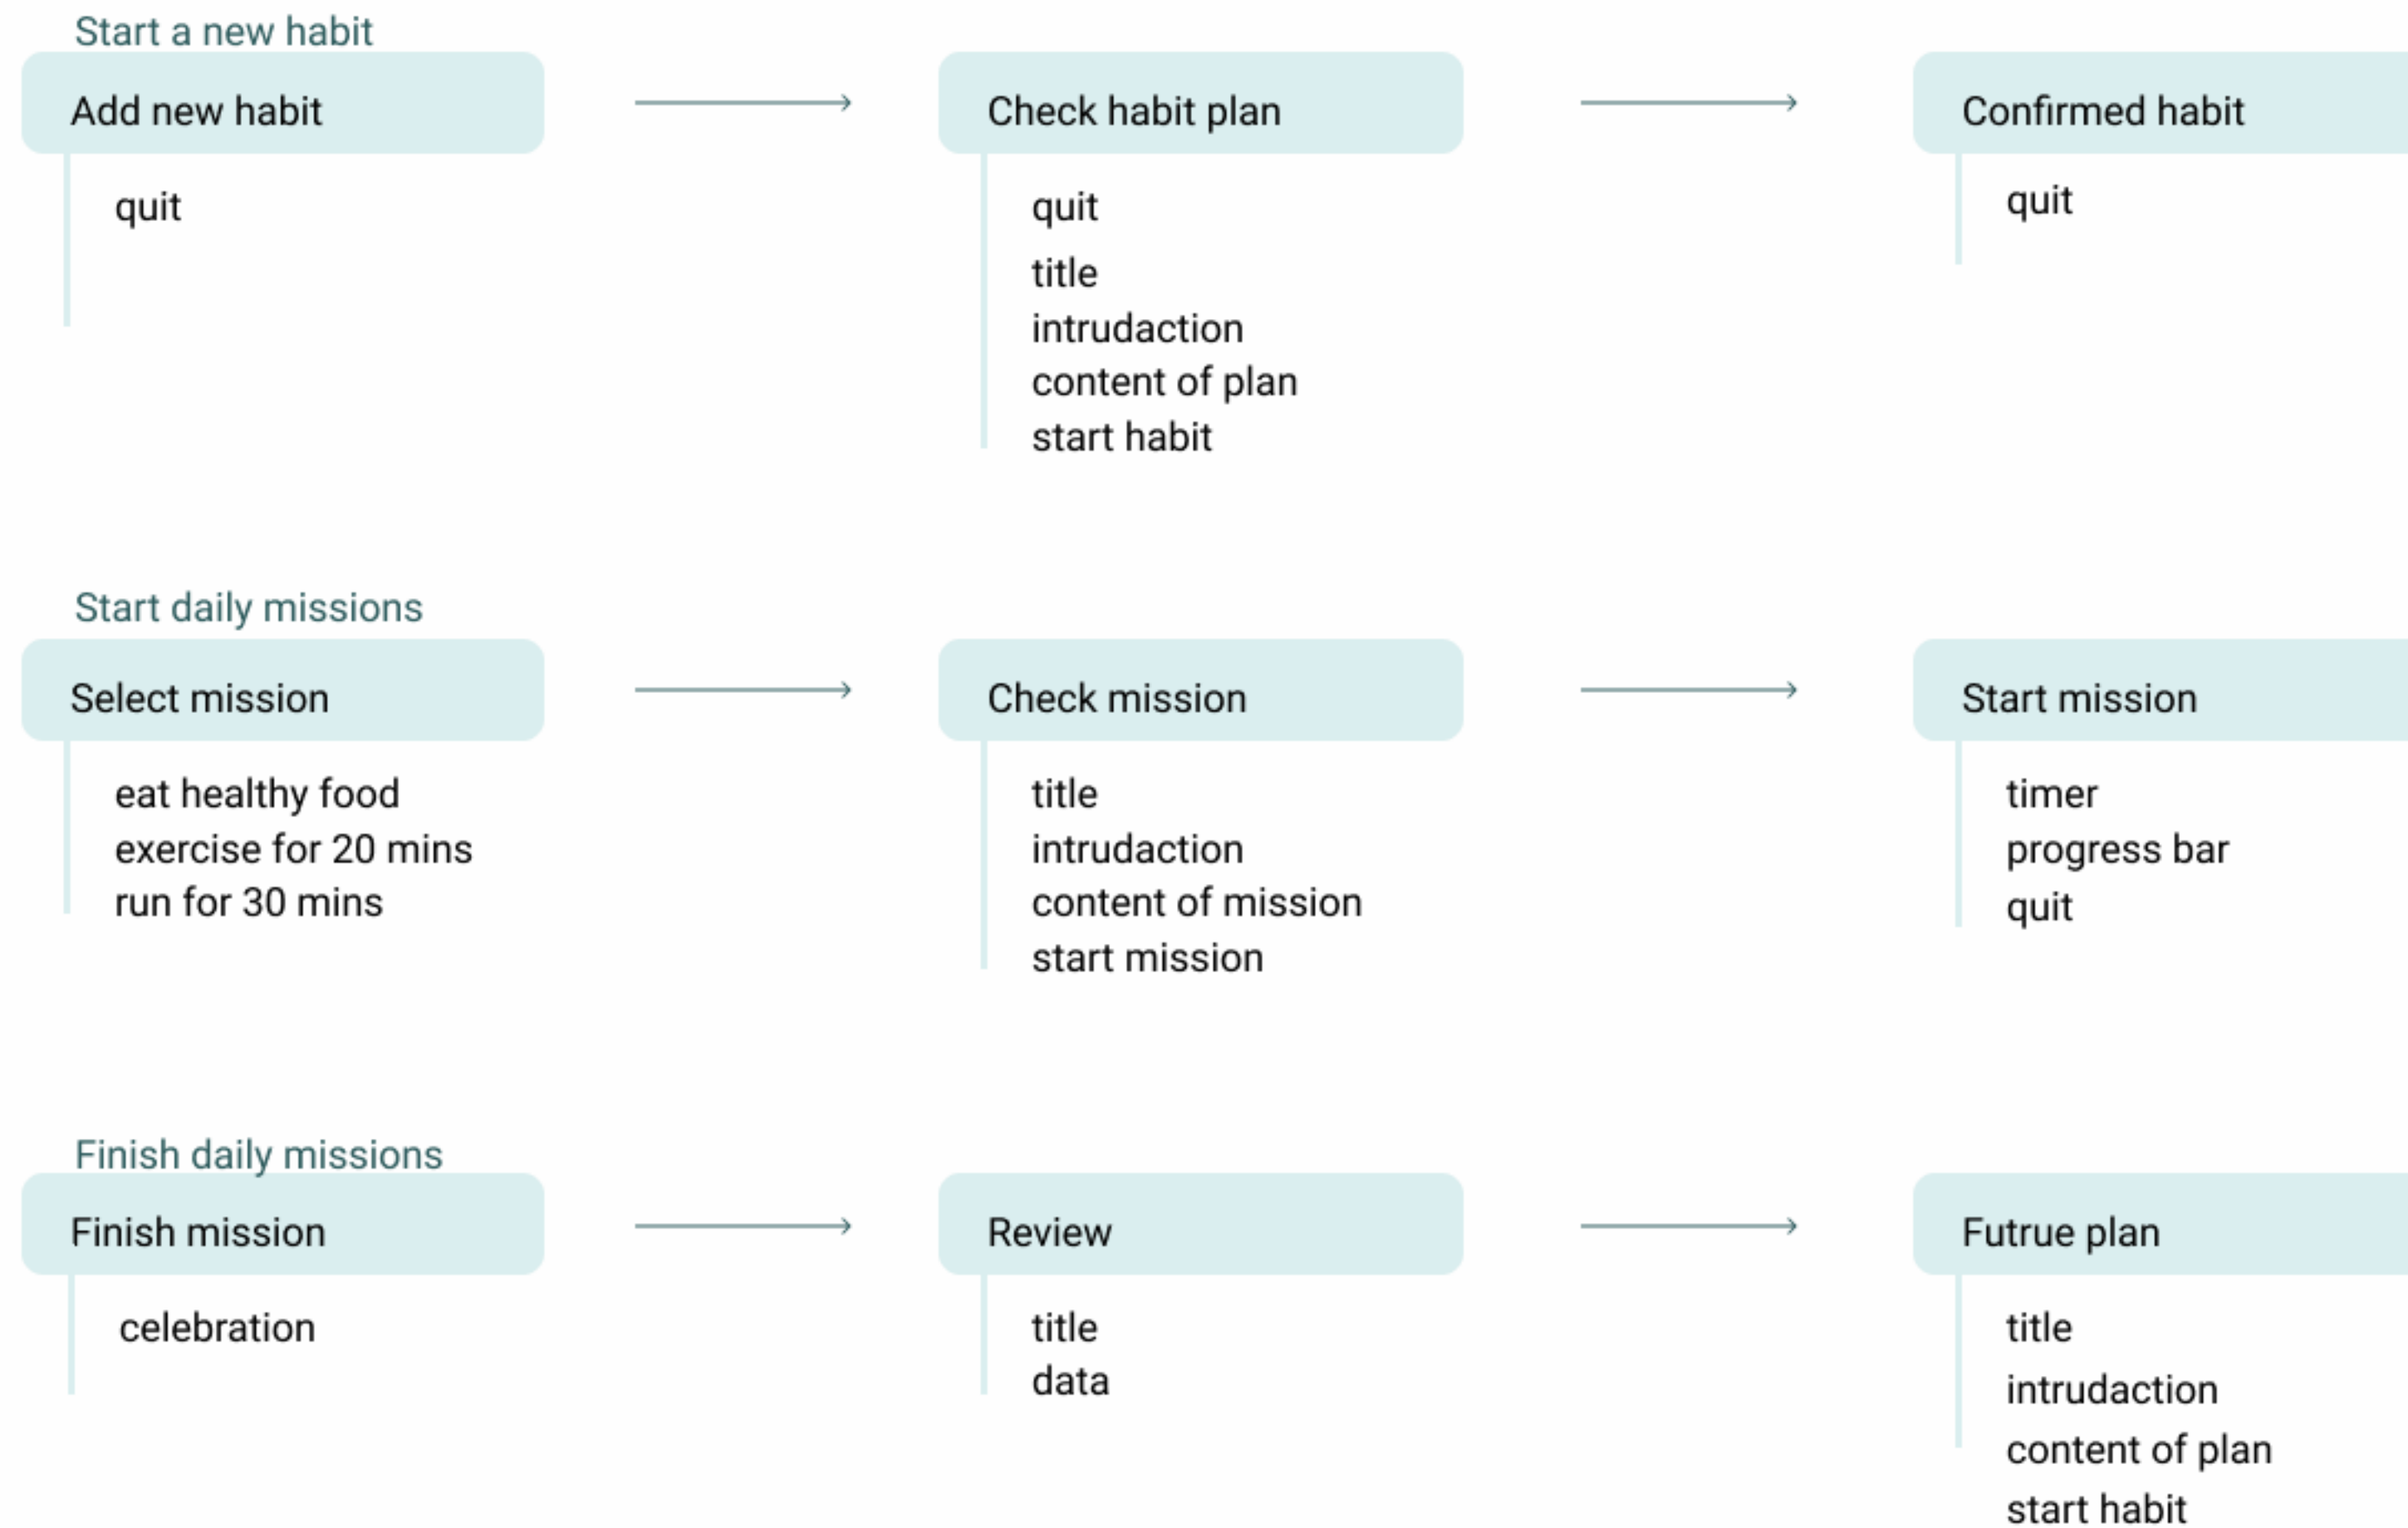 Start a new habit
Add new habit
quit
Check habit plan
quit
title
intrudaction
content of plan
start habit
Confirmed habit
quit
Start daily missions
Select mission
eat healthy food
exercise for 20 mins
run for 30 mins
Check mission
title
intrudaction
content of mission
start mission
Start mission
timer
progress bar
quit
Finish daily missions
Finish mission
celebration
Review
title
data
Futrue plan
title
intrudaction
content of plan
start habit